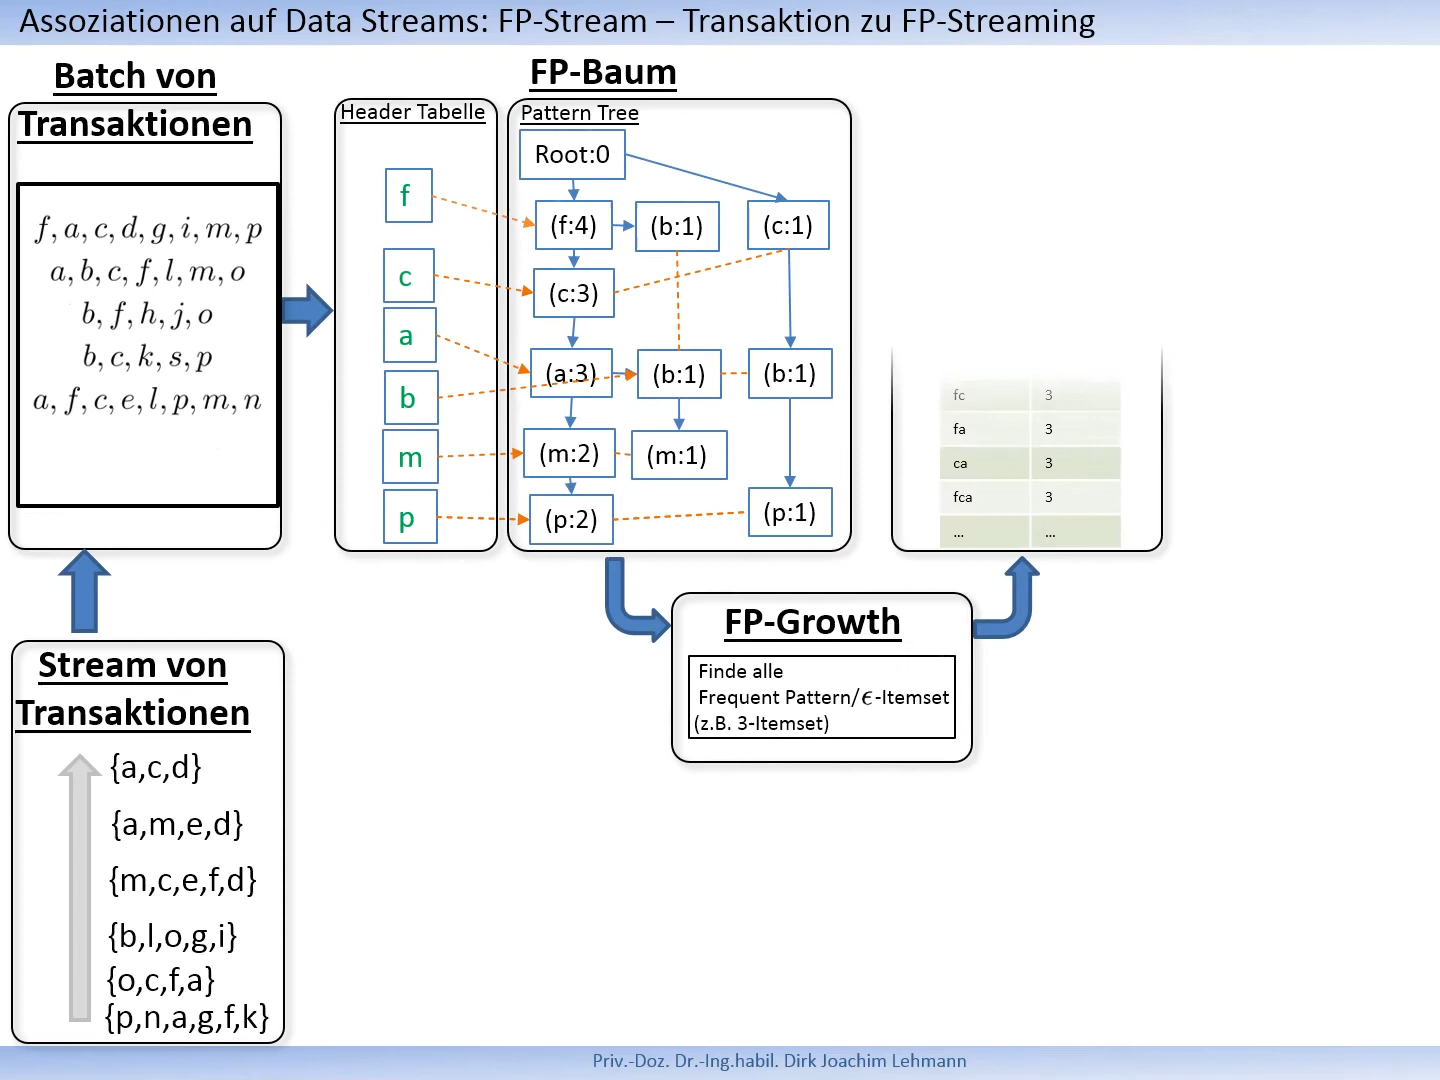 Assoziationen auf Data Streams: FP-Stream – Transaktion zu FP-Streaming
Batch von
Transaktionen
f, a, c, d, g, i, m, p
a, b, c, f, l, m, o
b, f, h, j, o
b, c, k, s, p
a, f, c, e, l, p, m, n
Stream von
Transaktionen
{a,c,d}
{a,m,e,d}
{m,c,e,f,d}
{b,l,o,g,i}
{o,c,f,a}
{p,n,a,g,f,k}
FP-Baum
Header Tabelle
f
c
a
b
m
p
Pattern Tree
Root:0
(f:4) (b:1) (c:1)
(c:3)
(a:3) (b:1) (b:1)
(m:2) (m:1)
(p:2) (p:1)
FP-Growth
Finde alle
Frequent Pattern/ϵ-Itemset
(z.B. 3-Itemset)
fc 3
fa 3
ca 3
fca 3
... ...
Priv.-Doz. Dr.-Ing.habil. Dirk Joachim Lehmann